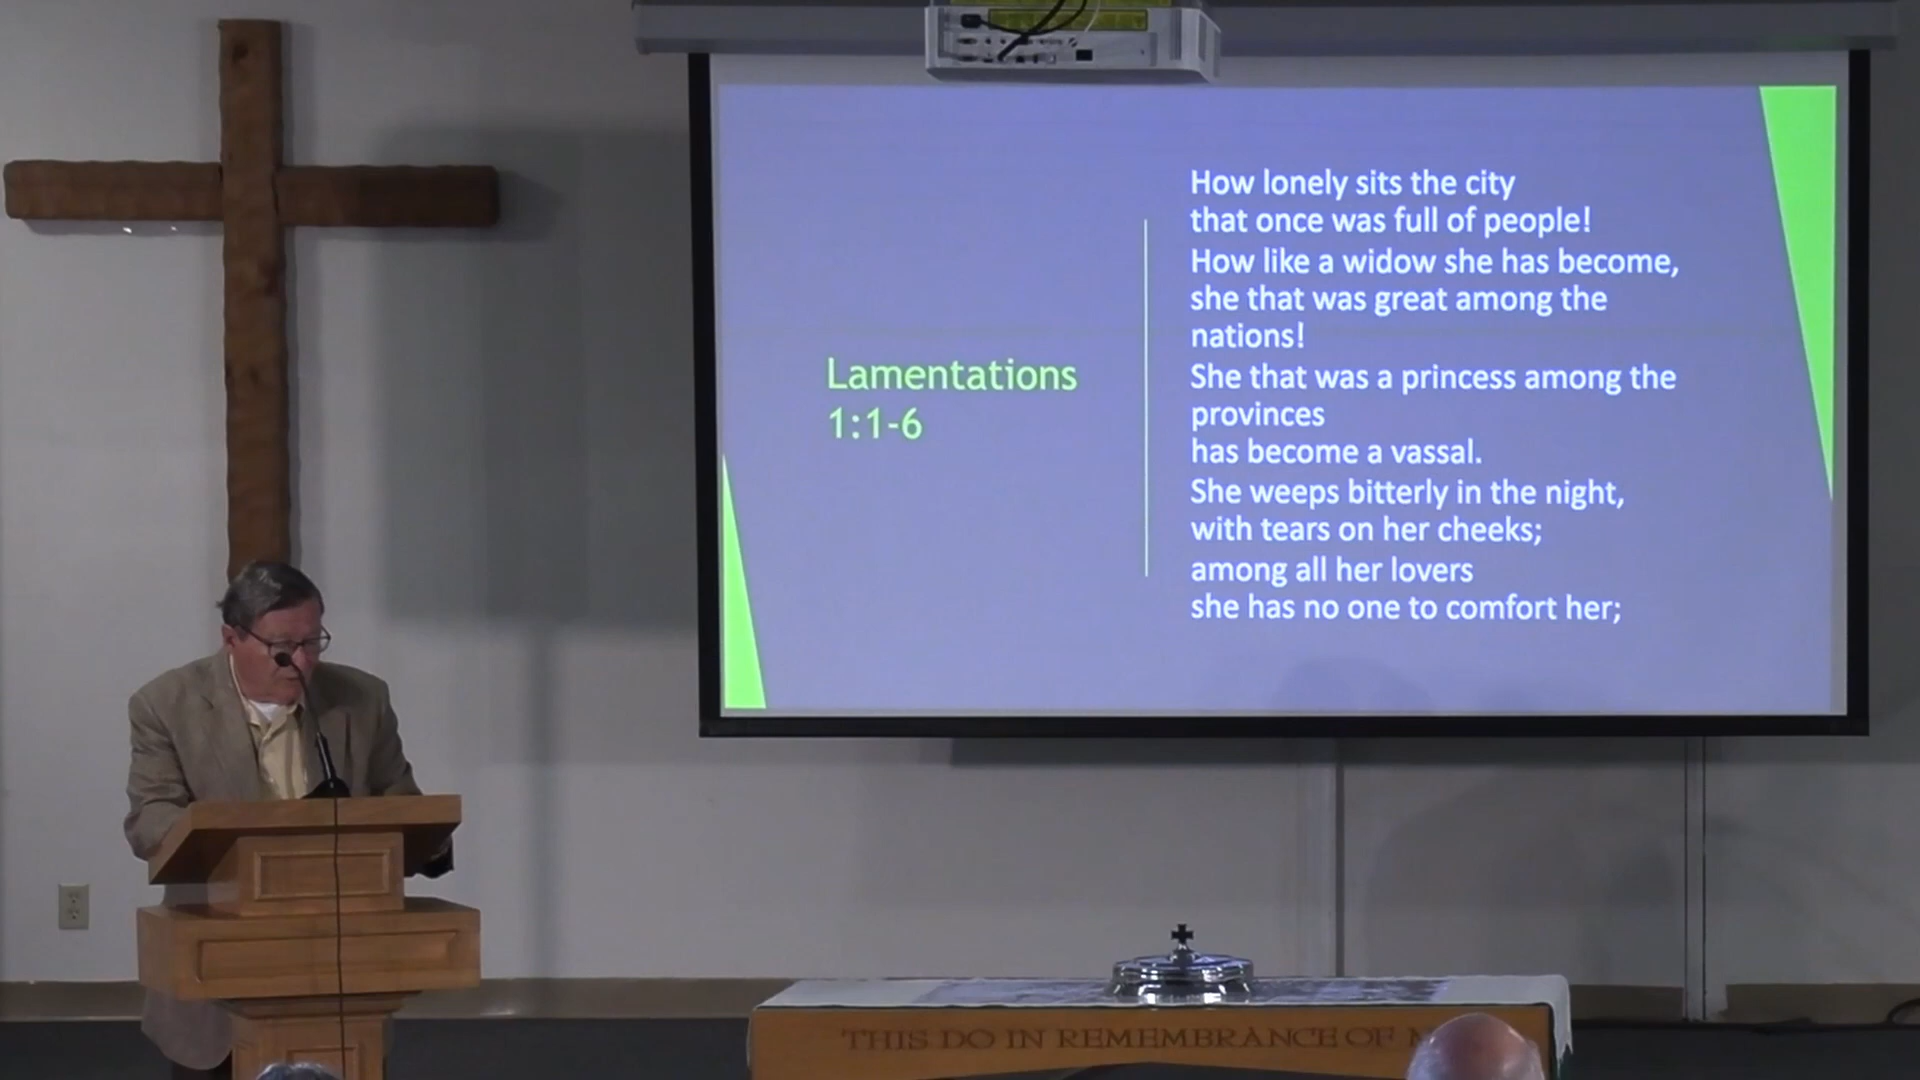 Lamentations
1:1-6
How lonely sits the city
that once was full of people!
How like a widow she has become,
she that was great among the
nations!
She that was a princess among the
provinces
has become a vassal.
She weeps bitterly in the night,
with tears on her cheeks;
among all her lovers
she has no one to comfort her;
THIS DO IN REMEMBRANCE OF